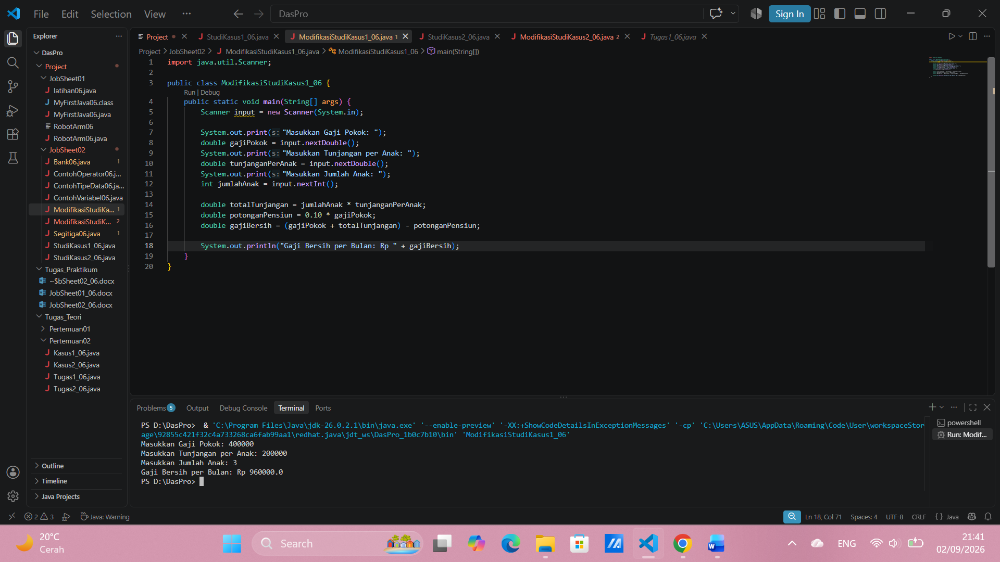 File Edit Selection View ··· DasPro Sign In
Explorer ···
DasPro
Project
JobSheet01
latihan06.java
MyFirstJava06.class
MyFirstJava06.java
RobotArm06
RobotArm06.java
JobSheet02
Bank06.java 1
ContohOperator06.j...
ContohTipeData06.ja...
ContohVariabel06.java
ModifikasiStudiKa... 1
ModifikasiStudiK... 2
Segitiga06.java 1
StudiKasus1_06.java
StudiKasus2_06.java
Tugas_Praktikum
~$bSheet02_06.docx
JobSheet01_06.docx
JobSheet02_06.docx
Tugas_Teori
Pertemuan01
Pertemuan02
Kasus1_06.java
Kasus2_06.java
Tugas1_06.java
Tugas2_06.java
Outline
Timeline
Java Projects
Project StudiKasus1_06.java ModifikasiStudiKasus1_06.java 1 StudiKasus2_06.java ModifikasiStudiKasus2_06.java 2 Tugas1_06.java
Project > JobSheet02 > ModifikasiStudiKasus1_06.java > ModifikasiStudiKasus1_06 > main(String[])
1 import java.util.Scanner;
2
3 public class ModifikasiStudiKasus1_06 {
Run | Debug
4 public static void main(String[] args) {
5 Scanner input = new Scanner(System.in);
6
7 System.out.print(s: "Masukkan Gaji Pokok: ");
8 double gajiPokok = input.nextDouble();
9 System.out.print(s: "Masukkan Tunjangan per Anak: ");
10 double tunjanganPerAnak = input.nextDouble();
11 System.out.print(s: "Masukkan Jumlah Anak: ");
12 int jumlahAnak = input.nextInt();
13
14 double totalTunjangan = jumlahAnak * tunjanganPerAnak;
15 double potonganPensiun = 0.10 * gajiPokok;
16 double gajiBersih = (gajiPokok + totalTunjangan) - potonganPensiun;
17
18 System.out.println("Gaji Bersih per Bulan: Rp " + gajiBersih);
19 }
20 }
Problems 5 Output Debug Console Terminal Ports
PS D:\DasPro> & 'C:\Program Files\Java\jdk-26.0.2.1\bin\java.exe' '--enable-preview' '-XX:+ShowCodeDetailsInExceptionMessages' '-cp' 'C:\Users\ASUS\AppData\Roaming\Code\User\workspaceStor
age\92855c421f32c4a733268ca6fab99aa1\redhat.java\jdt_ws\DasPro_1b0c7b10\bin' 'ModifikasiStudiKasus1_06'
Masukkan Gaji Pokok: 400000
Masukkan Tunjangan per Anak: 200000
Masukkan Jumlah Anak: 3
Gaji Bersih per Bulan: Rp 960000.0
PS D:\DasPro>
powershell
Run: Modif...
2 3 Java: Warning Ln 18, Col 71 Spaces: 4 UTF-8 CRLF {} Java
20°C
Cerah
Search
ENG
21:41
02/09/2026